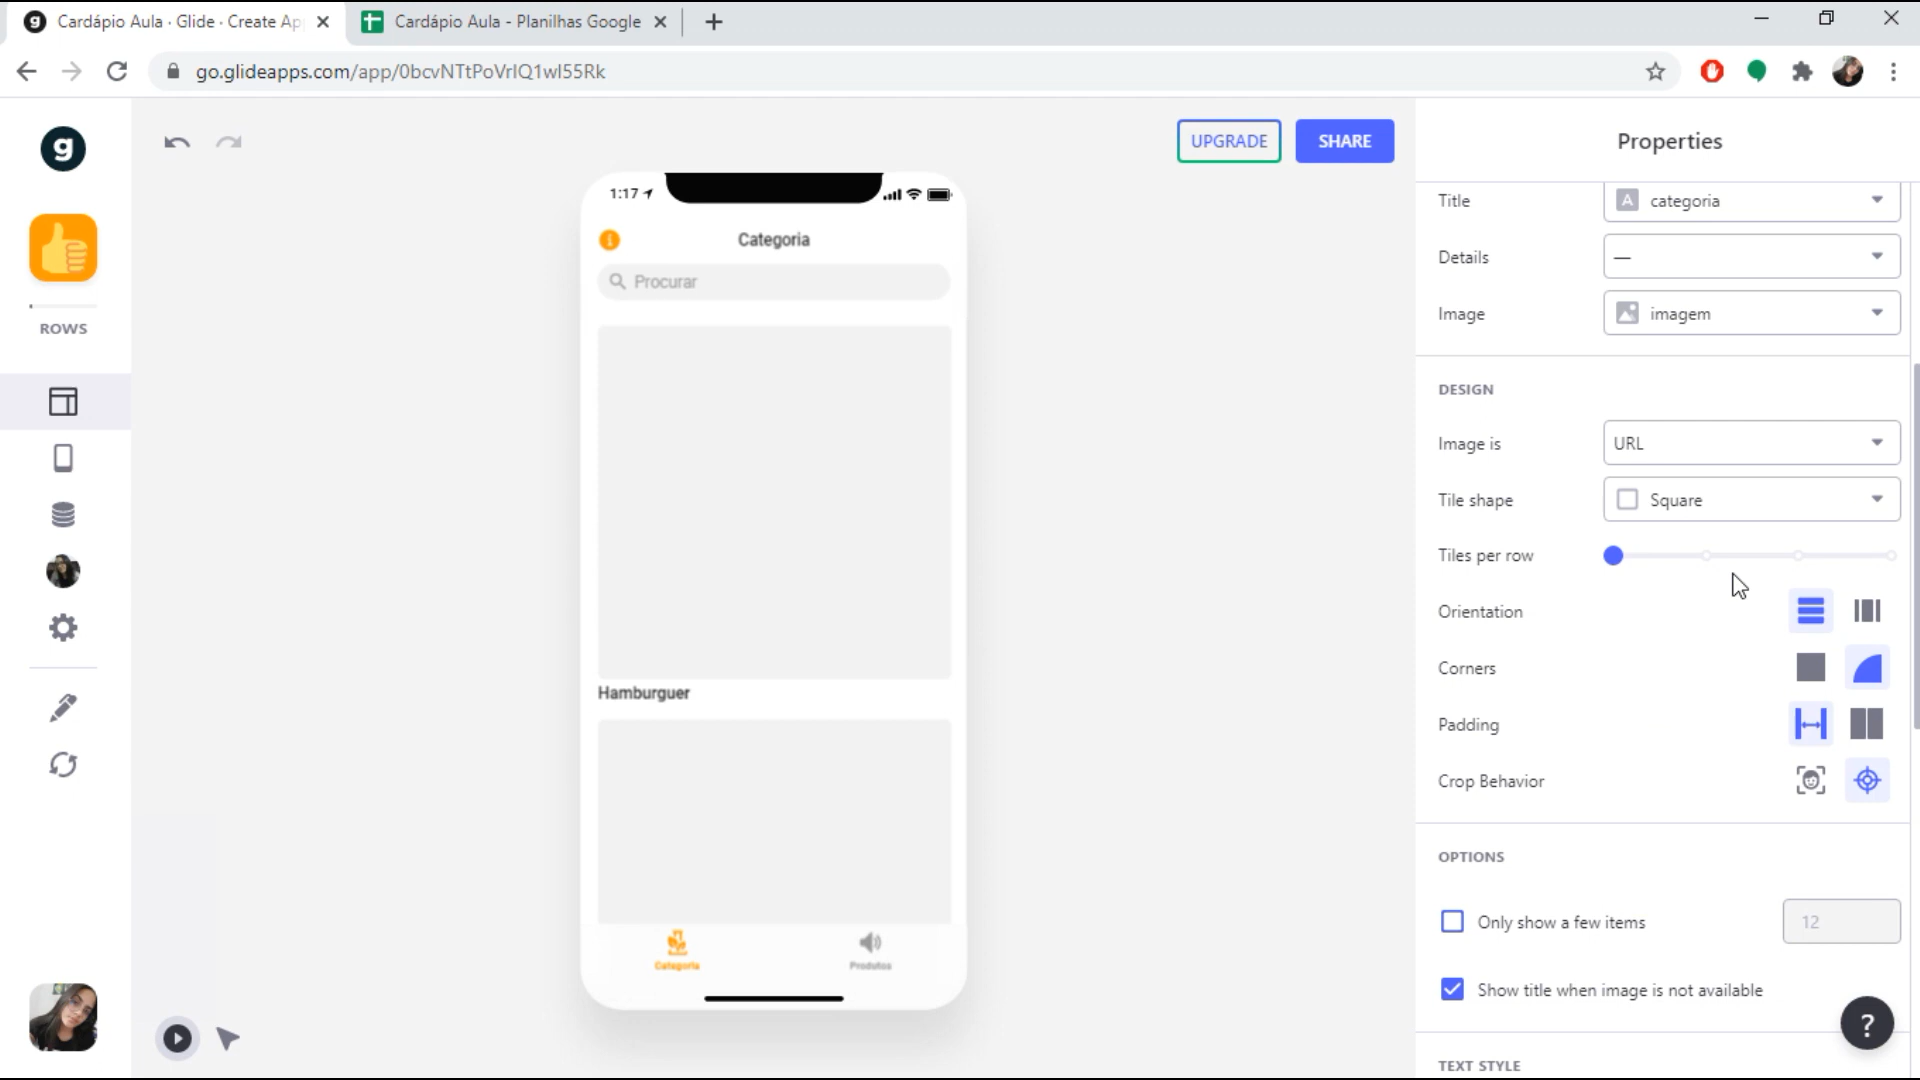 Cardápio Aula · Glide · Create Ap
Cardápio Aula - Planilhas Google
go.glideapps.com/app/0bcvNTtPoVrIQ1wl55Rk
g
ROWS
UPGRADE
SHARE
1:17
Categoria
Procurar
Hamburguer
Categoria
Produtos
Properties
Title
A categoria
Details
—
Image
imagem
DESIGN
Image is
URL
Tile shape
Square
Tiles per row
Orientation
Corners
Padding
Crop Behavior
OPTIONS
Only show a few items
12
Show title when image is not available
?
TEXT STYLE